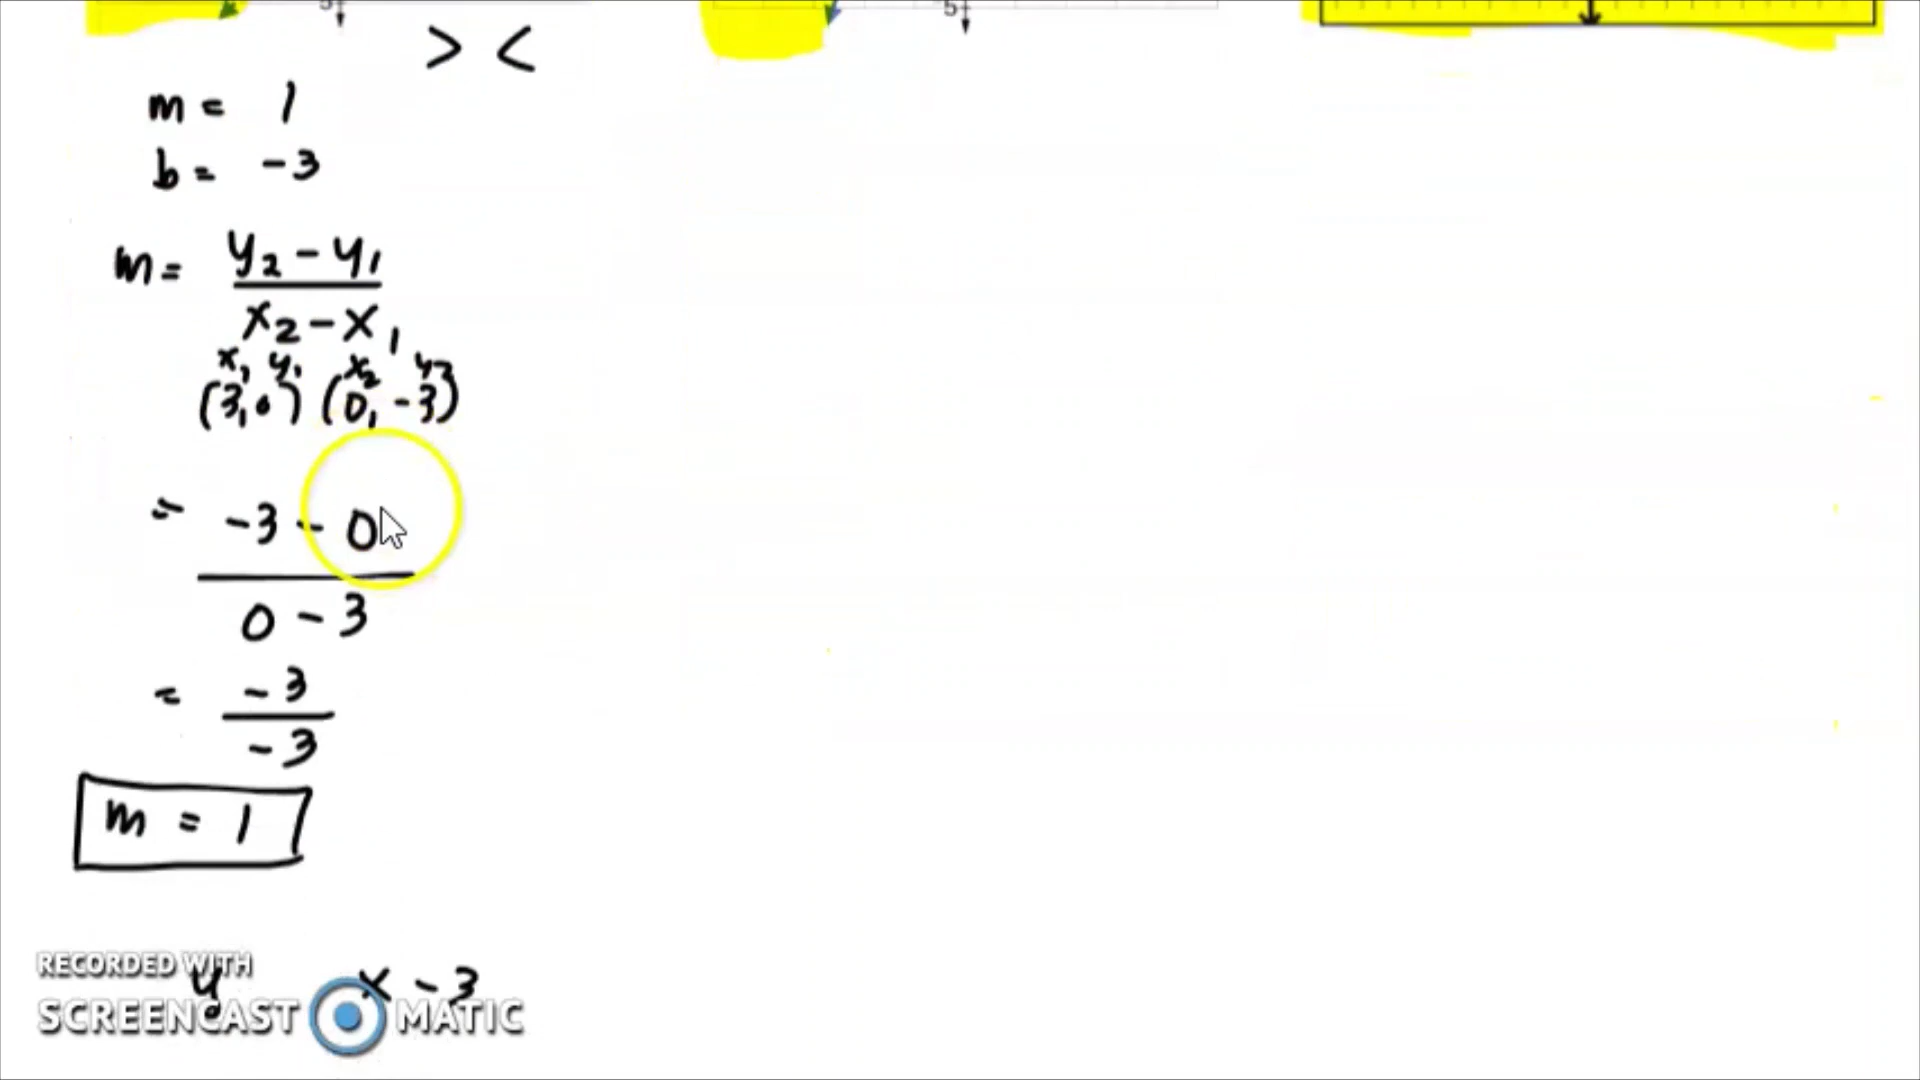 5
5
> <
m = 1
b = -3
m = y₂ - y₁
x₂ - x₁
x₁ y₁ x₂ y₂
(3, 0) (0, -3)
= -3 - 0
0 - 3
= -3
-3
m = 1
RECORDED WITH
y x - 3
SCREENCAST MATIC